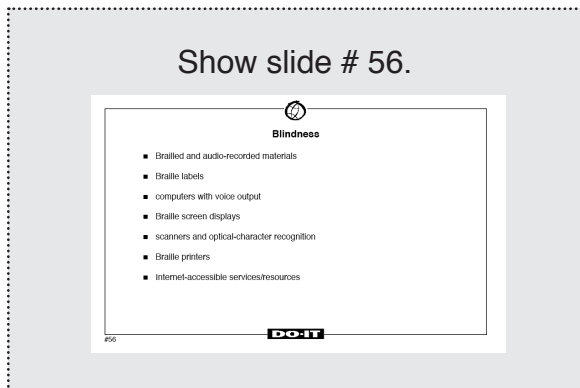 Show slide # 56.
Blindness
■ Brailled and audio-recorded materials
■ Braille labels
■ computers with voice output
■ Braille screen displays
■ scanners and optical-character recognition
■ Braille printers
■ Internet-accessible services/resources
DO-IT
#56